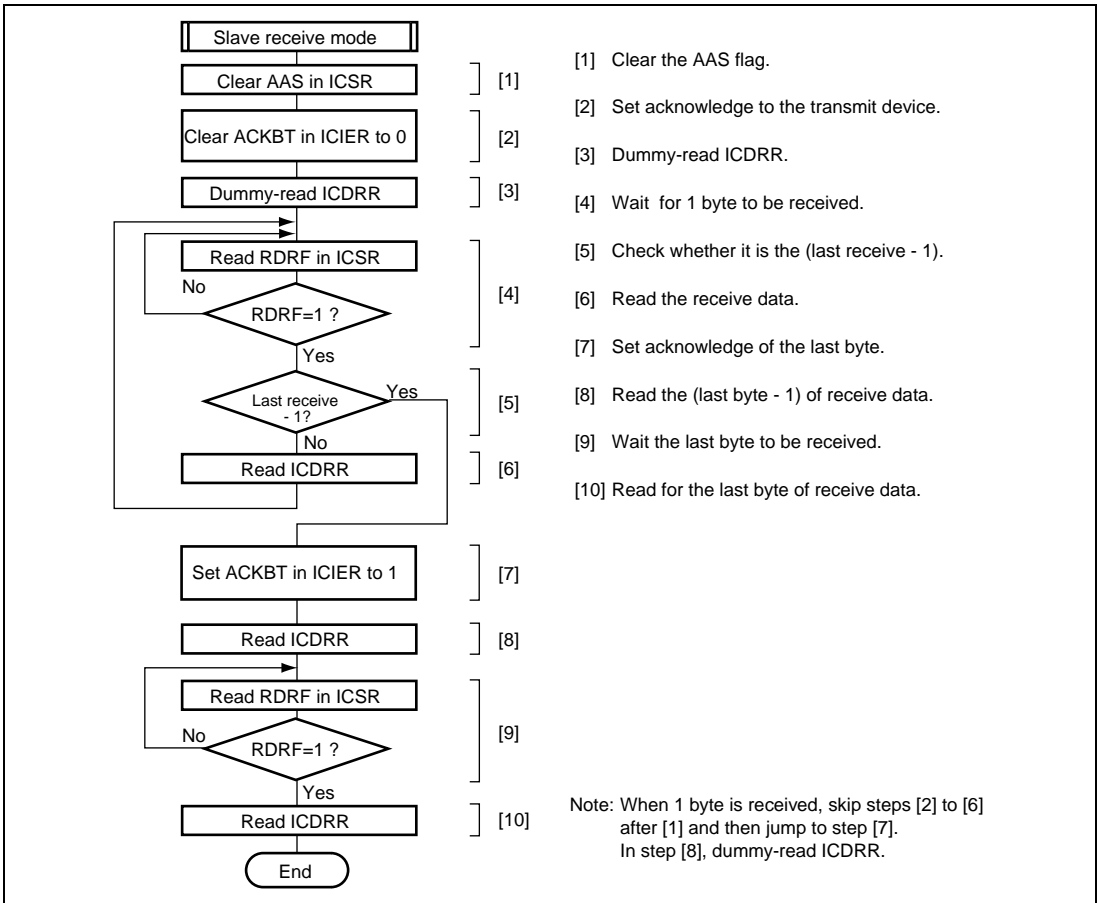 Slave receive mode
Clear AAS in ICSR
[1]
Clear ACKBT in ICIER to 0
[2]
Dummy-read ICDRR
[3]
Read RDRF in ICSR
No
RDRF=1 ?
[4]
Yes
Last receive
- 1?
Yes
[5]
No
Read ICDRR
[6]
Set ACKBT in ICIER to 1
[7]
Read ICDRR
[8]
Read RDRF in ICSR
No
RDRF=1 ?
[9]
Yes
Read ICDRR
[10]
End
[1] Clear the AAS flag.
[2] Set acknowledge to the transmit device.
[3] Dummy-read ICDRR.
[4] Wait for 1 byte to be received.
[5] Check whether it is the (last receive - 1).
[6] Read the receive data.
[7] Set acknowledge of the last byte.
[8] Read the (last byte - 1) of receive data.
[9] Wait the last byte to be received.
[10] Read for the last byte of receive data.
Note: When 1 byte is received, skip steps [2] to [6]
after [1] and then jump to step [7].
In step [8], dummy-read ICDRR.